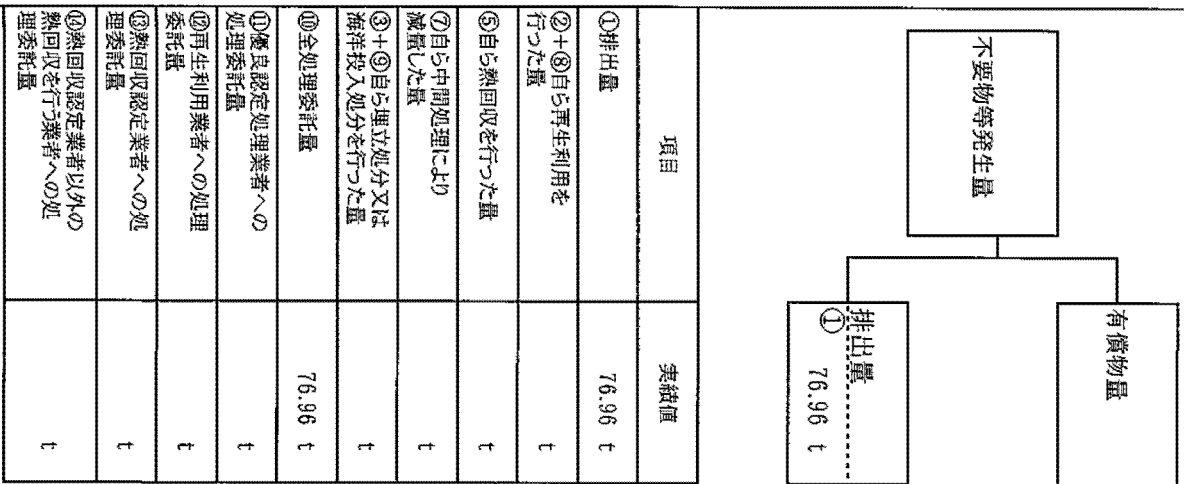 不要物等発生量
有償物量
排出量
①
76.96 t
項目
実績値
①排出量
76.96 t
②+⑧自ら再生利用を
行った量
t
⑤自ら熱回収を行った量
t
⑦自ら中間処理により
減量した量
t
③+⑨自ら埋立処分又は
海洋投入処分を行った量
t
⑩全処理委託量
76.96 t
⑪優良認定処理業者への
処理委託量
t
⑫再生利用業者への処理
委託量
t
⑬熱回収認定業者への処
理委託量
t
⑭熱回収認定業者以外の
熱回収を行う業者への処
理委託量
t